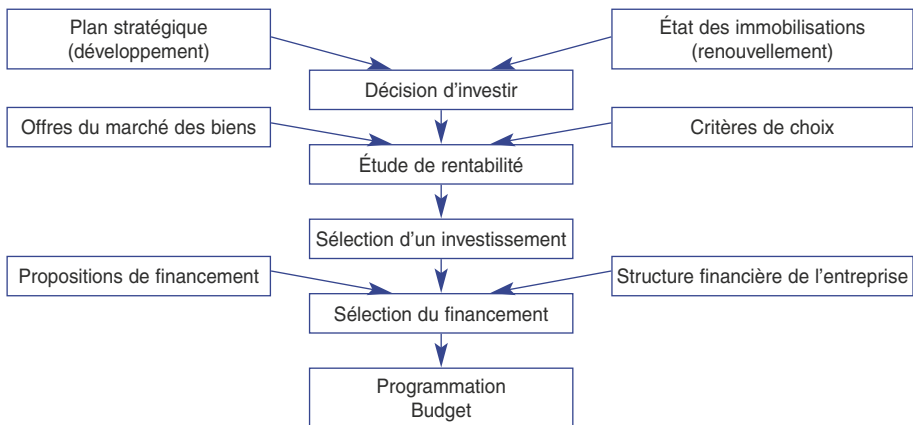 Plan stratégique
(développement)
État des immobilisations
(renouvellement)
Décision d'investir
Offres du marché des biens
Critères de choix
Étude de rentabilité
Sélection d'un investissement
Propositions de financement
Structure financière de l'entreprise
Sélection du financement
Programmation
Budget